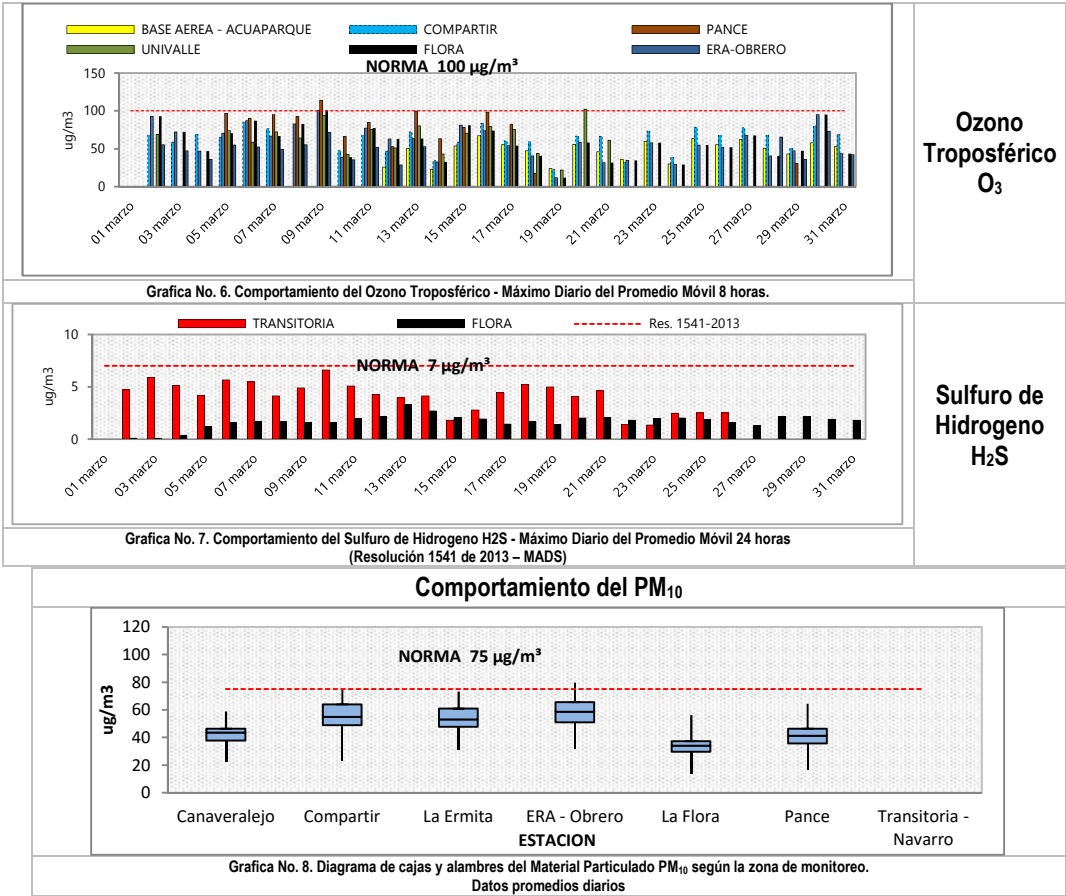 BASE AEREA - ACUAPARQUE COMPARTIR PANCE
UNIVALLE FLORA ERA-OBRERO
NORMA 100 µg/m³
ug/m3
150
100
50
0
01 marzo 03 marzo 05 marzo 07 marzo 09 marzo 11 marzo 13 marzo 15 marzo 17 marzo 19 marzo 21 marzo 23 marzo 25 marzo 27 marzo 29 marzo 31 marzo
Ozono
Troposférico
O₃
Grafica No. 6. Comportamiento del Ozono Troposférico - Máximo Diario del Promedio Móvil 8 horas.
TRANSITORIA FLORA Res. 1541-2013
NORMA 7 µg/m³
ug/m³
10
5
0
01 marzo 03 marzo 05 marzo 07 marzo 09 marzo 11 marzo 13 marzo 15 marzo 17 marzo 19 marzo 21 marzo 23 marzo 25 marzo 27 marzo 29 marzo 31 marzo
Sulfuro de
Hidrogeno
H₂S
Grafica No. 7. Comportamiento del Sulfuro de Hidrogeno H2S - Máximo Diario del Promedio Móvil 24 horas
(Resolución 1541 de 2013 – MADS)
Comportamiento del PM₁₀
NORMA 75 µg/m³
ug/m3
120
100
80
60
40
20
0
Canaveralejo Compartir La Ermita ERA - Obrero La Flora Pance Transitoria -
Navarro
ESTACION
Grafica No. 8. Diagrama de cajas y alambres del Material Particulado PM₁₀ según la zona de monitoreo.
Datos promedios diarios